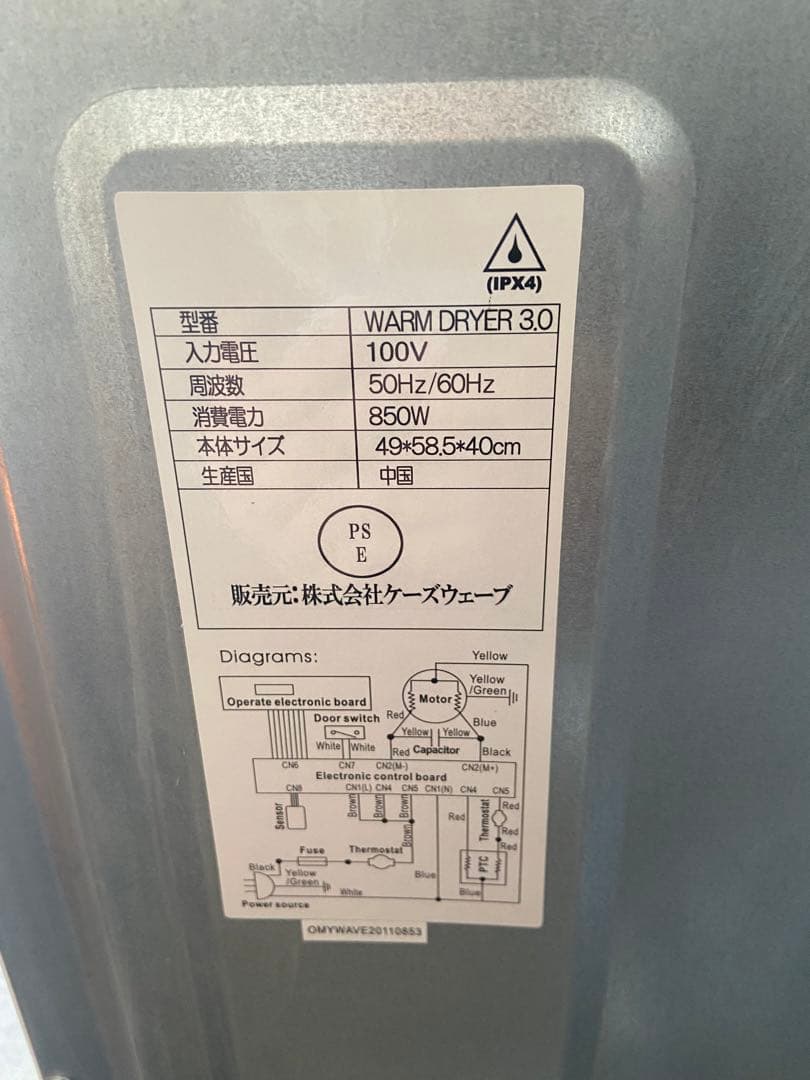 (IPX4)
型番 WARM DRYER 3.0
入力電圧 100V
周波数 50Hz/60Hz
消費電力 850W
本体サイズ 49*58.5*40cm
生産国 中国
PS
E
販売元:株式会社ケーズウェーブ
Diagrams:
Yellow
Operate electronic board
Motor
Yellow
/Green
Door switch
Red
Blue
White White
Yellow Yellow
Red Capacitor Black
CN6 CN7 CN2(M-) CN2(M+)
Electronic control board
CN8 CN1(L) CN4 CN5 CN1(N) CN4 CN5
Sensor
Brown Brown Brown
Red
Thermostat
Red
Red
Brown
Red
Fuse Thermostat
PTC
Black
Yellow
/Green
Blue
White
Blue
Power source
OMYWAVE20110853